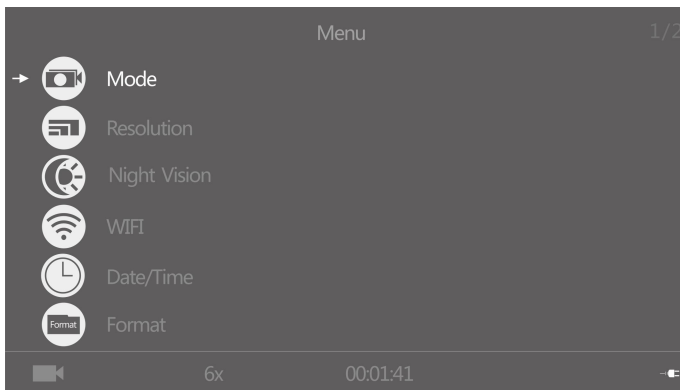 Menu 1/2
Mode
Resolution
Night Vision
WIFI
Date/Time
Format Format
6x 00:01:41